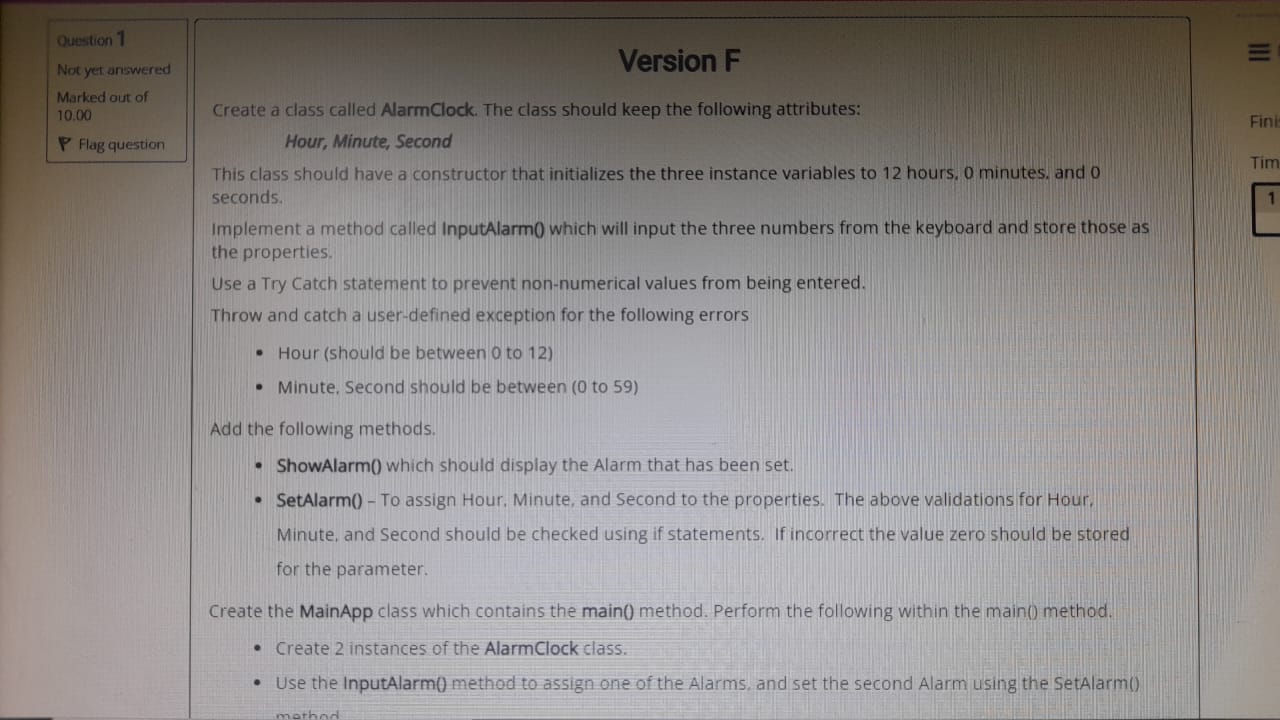 Question 1
Not yet answered
Marked out of
10.00
Flag question
Version F
Create a class called AlarmClock. The class should keep the following attributes:
Hour, Minute, Second
This class should have a constructor that initializes the three instance variables to 12 hours, 0 minutes, and 0
seconds.
Implement a method called InputAlarm() which will input the three numbers from the keyboard and store those as
the properties.
Use a Try Catch statement to prevent non-numerical values from being entered.
Throw and catch a user-defined exception for the following errors
• Hour (should be between 0 to 12)
• Minute, Second should be between (0 to 59)
Add the following methods.
• ShowAlarm() which should display the Alarm that has been set.
• SetAlarm() – To assign Hour, Minute, and Second to the properties. The above validations for Hour,
Minute, and Second should be checked using if statements. If incorrect the value zero should be stored
for the parameter.
Create the MainApp class which contains the main() method. Perform the following within the main() method.
• Create 2 instances of the AlarmClock class.
• Use the InputAlarm() method to assign one of the Alarms, and set the second Alarm using the SetAlarm()
method
Fini
Tim
1